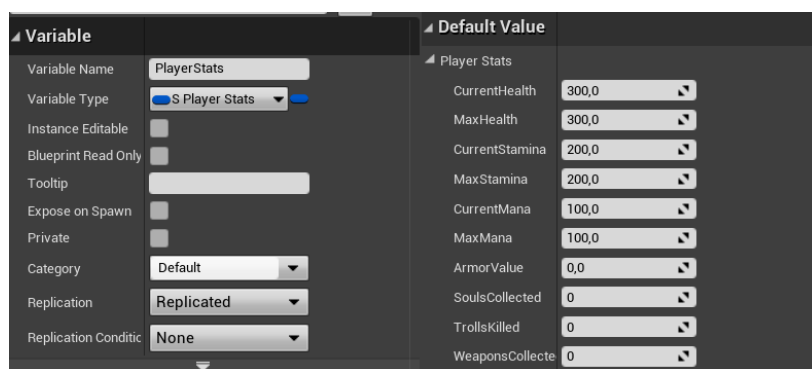 Variable
Variable Name PlayerStats
Variable Type S Player Stats
Instance Editable
Blueprint Read Only
Tooltip
Expose on Spawn
Private
Category Default
Replication Replicated
Replication Conditic None
Default Value
Player Stats
CurrentHealth 300,0
MaxHealth 300,0
CurrentStamina 200,0
MaxStamina 200,0
CurrentMana 100,0
MaxMana 100,0
ArmorValue 0,0
SoulsCollected 0
TrollsKilled 0
WeaponsCollecte 0